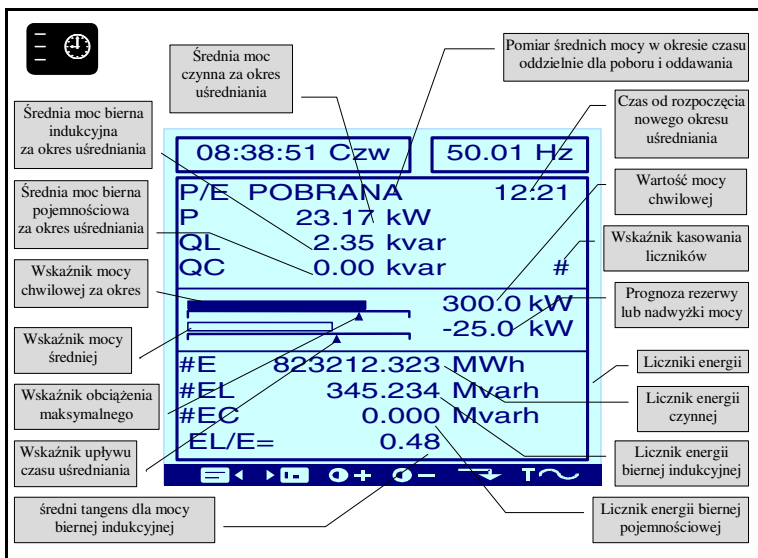 Średnia moc
czynna za okres
uśredniania
Pomiar średnich mocy w okresie czasu
oddzielnie dla poboru i oddawania
Średnia moc bierna
indukcyjna
za okres uśredniania
Czas od rozpoczęcia
nowego okresu
uśredniania
Średnia moc bierna
pojemnościowa
za okres uśredniania
Wartość mocy
chwilowej
Wskaźnik mocy
chwilowej za okres
Wskaźnik kasowania
liczników
Wskaźnik mocy
średniej
Prognoza rezerwy
lub nadwyżki mocy
Wskaźnik obciążenia
maksymalnego
Liczniki energii
Licznik energii
czynnej
Wskaźnik upływu
czasu uśredniania
Licznik energii
biernej indukcyjnej
średni tangens dla mocy
biernej indukcyjnej
Licznik energii biernej
pojemnościowej
08:38:51 Czw 50.01 Hz
P/E POBRANA 12:21
P 23.17 kW
QL 2.35 kvar
QC 0.00 kvar #
300.0 kW
-25.0 kW
#E 823212.323 MWh
#EL 345.234 Mvarh
#EC 0.000 Mvarh
EL/E= 0.48
T